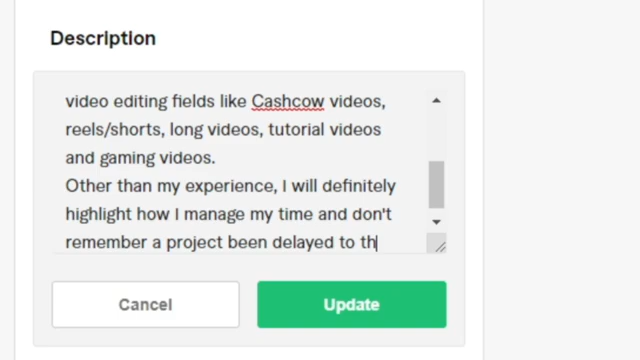 Description
video editing fields like Cashcow videos,
reels/shorts, long videos, tutorial videos
and gaming videos.
Other than my experience, I will definitely
highlight how I manage my time and don't
remember a project been delayed to th
Cancel
Update